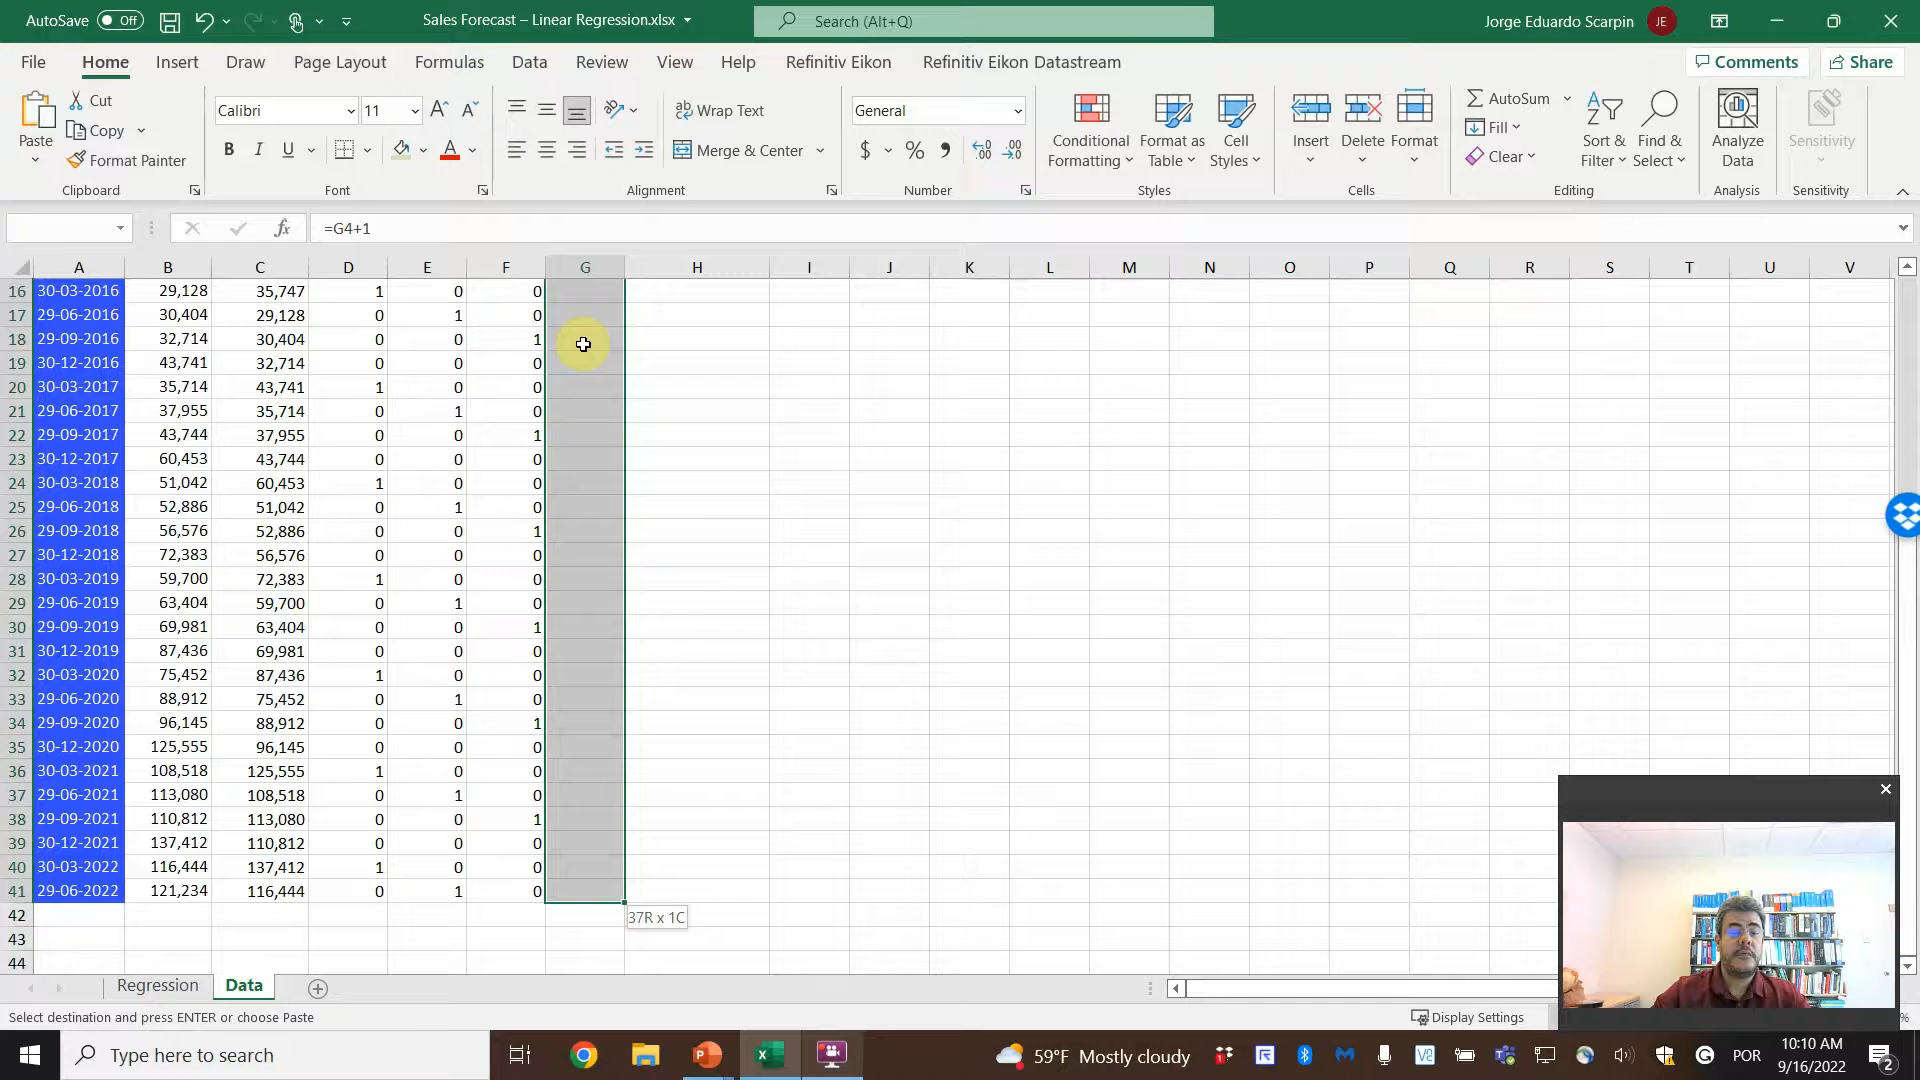 AutoSave Off Sales Forecast – Linear Regression.xlsx Search (Alt+Q) Jorge Eduardo Scarpin JE
File Home Insert Draw Page Layout Formulas Data Review View Help Refinitiv Eikon Refinitiv Eikon Datastream Comments Share
Paste Cut Copy Format Painter Clipboard
Calibri 11 B I U Font
Wrap Text Merge & Center Alignment
General $ % Number
Conditional Formatting Format as Table Cell Styles Styles
Insert Delete Format Cells
AutoSum Fill Clear Sort & Filter Find & Select Editing
Analyze Data Analysis
Sensitivity Sensitivity
fx =G4+1
A B C D E F G H I J K L M N O P Q R S T U V
16 30-03-2016 29,128 35,747 1 0 0
17 29-06-2016 30,404 29,128 0 1 0
18 29-09-2016 32,714 30,404 0 0 1
19 30-12-2016 43,741 32,714 0 0 0
20 30-03-2017 35,714 43,741 1 0 0
21 29-06-2017 37,955 35,714 0 1 0
22 29-09-2017 43,744 37,955 0 0 1
23 30-12-2017 60,453 43,744 0 0 0
24 30-03-2018 51,042 60,453 1 0 0
25 29-06-2018 52,886 51,042 0 1 0
26 29-09-2018 56,576 52,886 0 0 1
27 30-12-2018 72,383 56,576 0 0 0
28 30-03-2019 59,700 72,383 1 0 0
29 29-06-2019 63,404 59,700 0 1 0
30 29-09-2019 69,981 63,404 0 0 1
31 30-12-2019 87,436 69,981 0 0 0
32 30-03-2020 75,452 87,436 1 0 0
33 29-06-2020 88,912 75,452 0 1 0
34 29-09-2020 96,145 88,912 0 0 1
35 30-12-2020 125,555 96,145 0 0 0
36 30-03-2021 108,518 125,555 1 0 0
37 29-06-2021 113,080 108,518 0 1 0
38 29-09-2021 110,812 113,080 0 0 1
39 30-12-2021 137,412 110,812 0 0 0
40 30-03-2022 116,444 137,412 1 0 0
41 29-06-2022 121,234 116,444 0 1 0
42 37R x 1C
43
44
Regression Data
Select destination and press ENTER or choose Paste Display Settings %
Type here to search 59°F Mostly cloudy POR 10:10 AM
9/16/2022 2